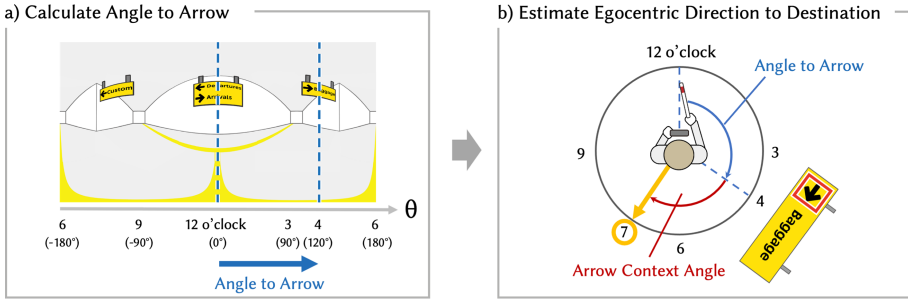 a) Calculate Angle to Arrow
Custom
Departures
Arrivals
Baggage
θ
6 9 12 o'clock 3 4 6
(-180°) (-90°) (0°) (90°) (120°) (180°)
Angle to Arrow
b) Estimate Egocentric Direction to Destination
12 o'clock
Angle to Arrow
9
3
4
7
6
Baggage
Arrow Context Angle